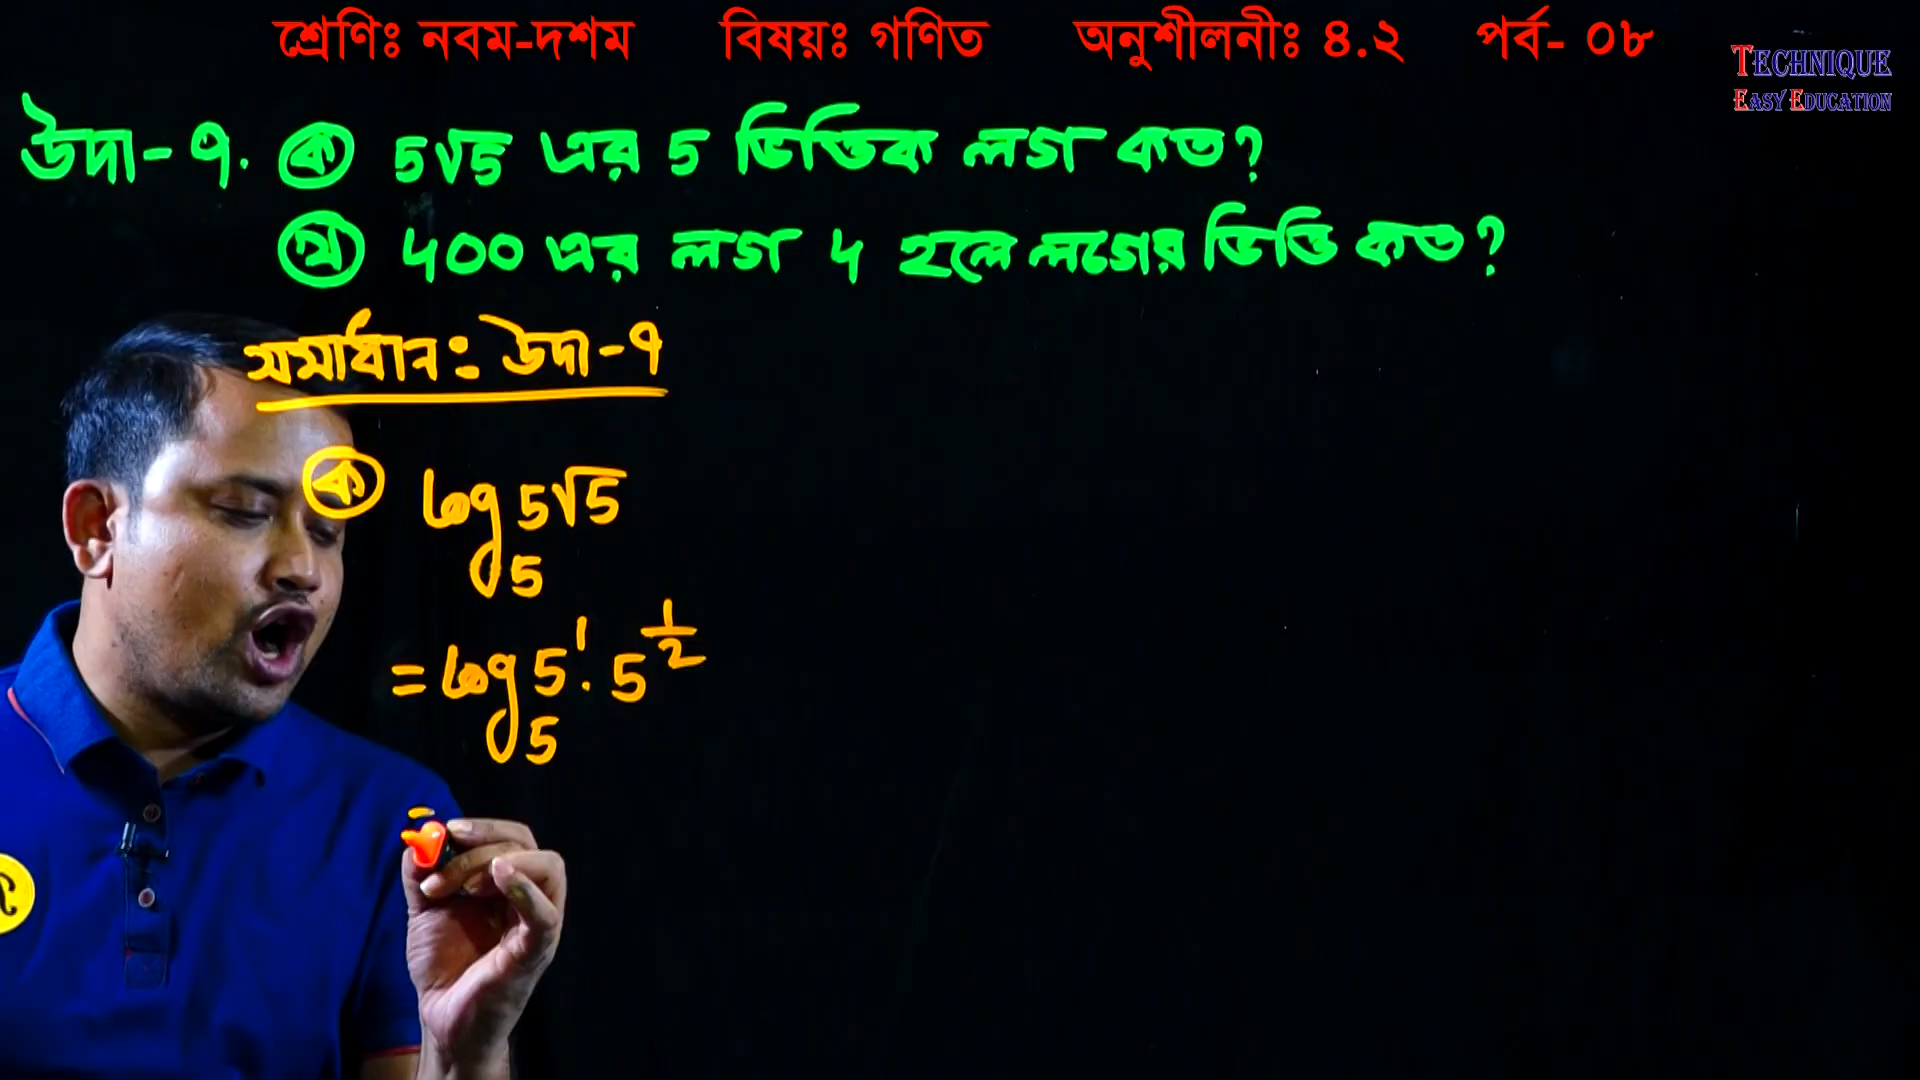 শ্রেণিঃ নবম-দশম বিষয়ঃ গণিত অনুশীলনীঃ ৪.২ পর্ব- ০৮
TECHNIQUE
EASY EDUCATION
উদা-৭. ক 5√5 এর 5 ভিত্তিক লগ কত?
খ 400 এর লগ 4 হলে লগের ভিত্তি কত?
সমাধান: উদা-৭
ক log₅ 5√5
= log₅ 5¹·5^½
=